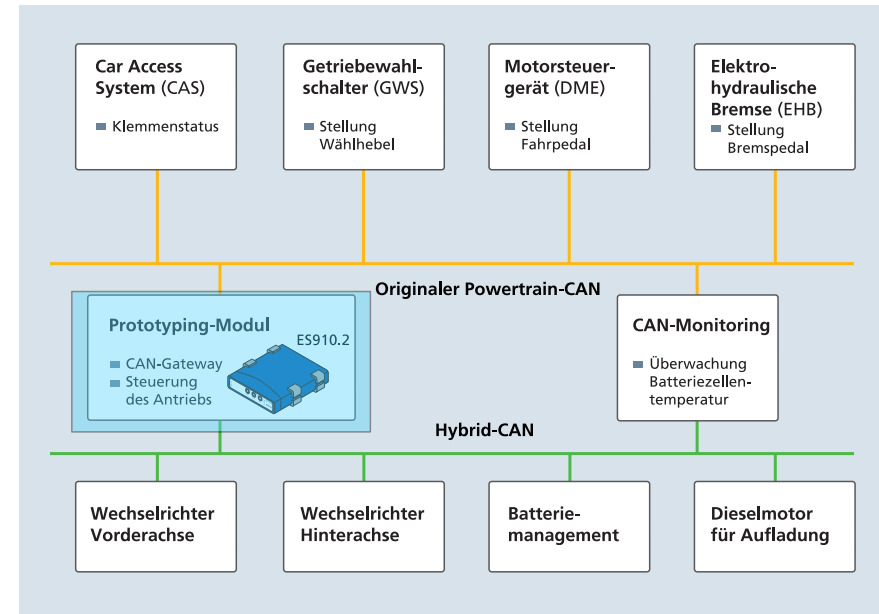 Car Access
System (CAS)
Klemmenstatus
Getriebewahl-
schalter (GWS)
Stellung
Wählhebel
Motorsteuer-
gerät (DME)
Stellung
Fahrpedal
Elektro-
hydraulische
Bremse (EHB)
Stellung
Bremspedal
Originaler Powertrain-CAN
Prototyping-Modul
ES910.2
CAN-Gateway
Steuerung
des Antriebs
CAN-Monitoring
Überwachung
Batteriezellen-
temperatur
Hybrid-CAN
Wechselrichter
Vorderachse
Wechselrichter
Hinterachse
Batterie-
management
Dieselmotor
für Aufladung